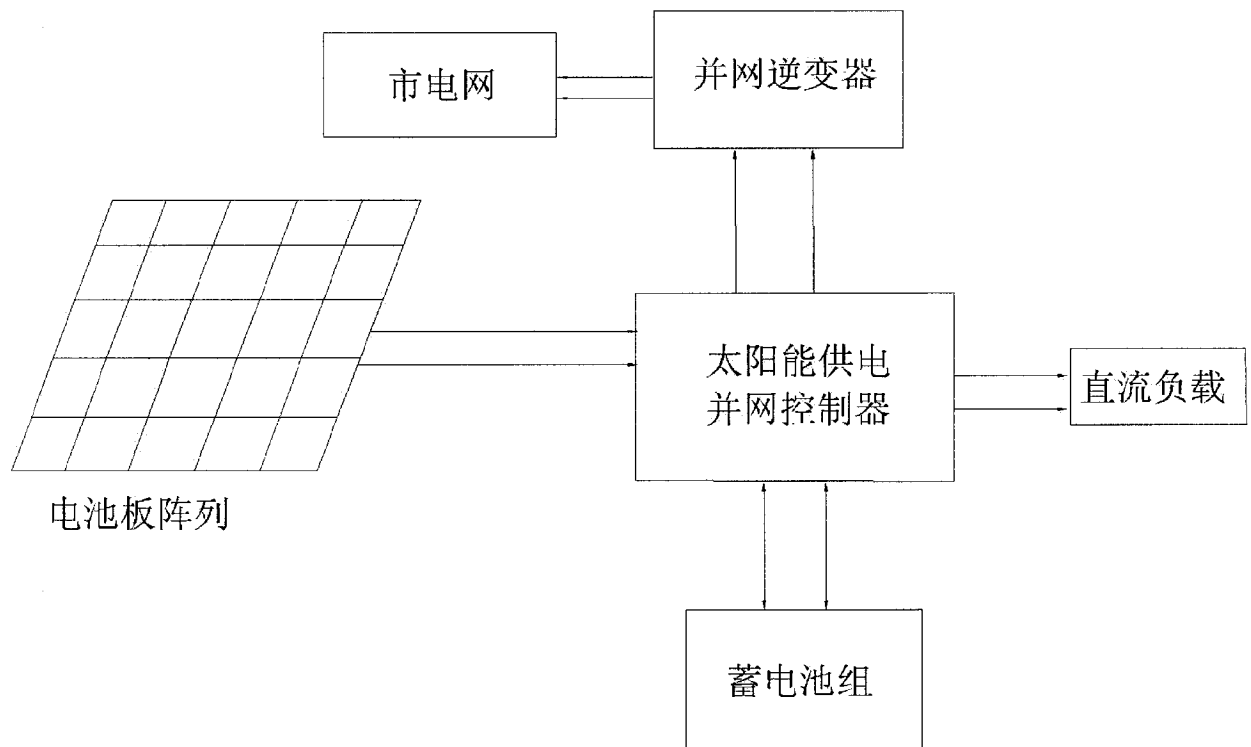 市电网
并网逆变器
太阳能供电
并网控制器
直流负载
电池板阵列
蓄电池组